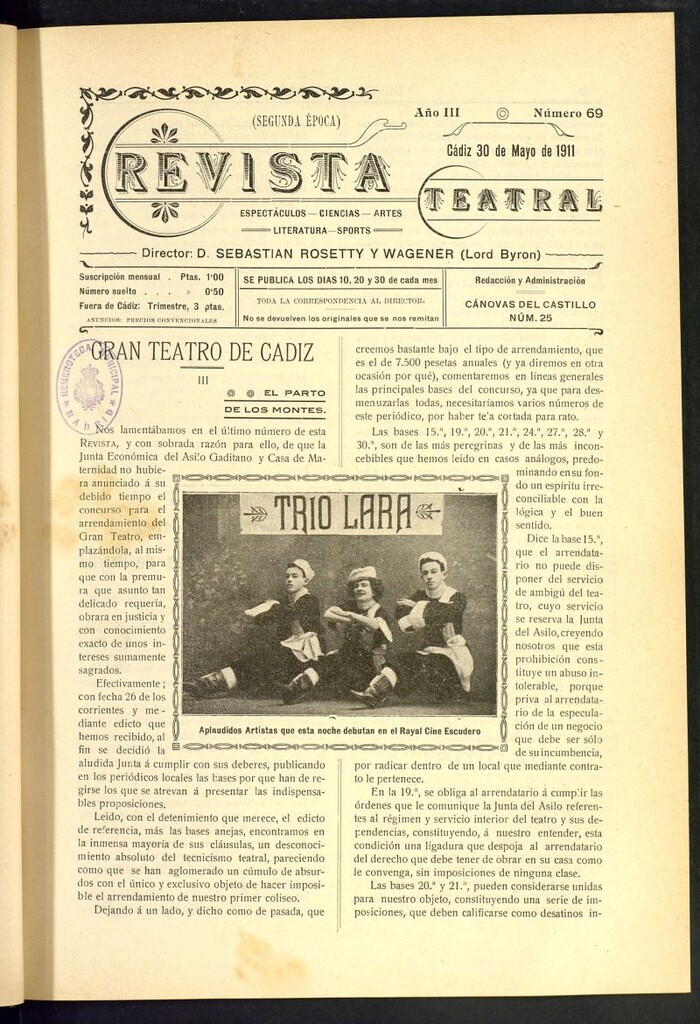 (SEGUNDA ÉPOCA)
Año III
Número 69
Cádiz 30 de Mayo de 1911
REVISTA
TEATRAL
ESPECTÁCULOS — CIENCIAS — ARTES
LITERATURA — SPORTS
Director: D. SEBASTIAN ROSETTY Y WAGENER (Lord Byron)
Suscripción mensual . Ptas. 1'00
Número suelto . . . » 0'50
Fuera de Cádiz: Trimestre, 3 ptas.
ANUNCIOS: PRECIOS CONVENCIONALES
SE PUBLICA LOS DIAS 10, 20 y 30 de cada mes
TODA LA CORRESPONDENCIA AL DIRECTOR
No se devuelven los originales que se nos remitan
Redacción y Administración
CÁNOVAS DEL CASTILLO
NÚM. 25
HEMEROTECA MUNICIPAL
MADRID
GRAN TEATRO DE CADIZ
III
EL PARTO
DE LOS MONTES.
Nos lamentábamos en el último número de esta
REVISTA, y con sobrada razón para ello, de que la
Junta Económica del Asilo Gaditano y Casa de Ma-
ternidad no hubie-
ra anunciado á su
debido tiempo el
concurso para el
arrendamiento del
Gran Teatro, em-
plazándola, al mis-
mo tiempo, para
que con la premu-
ra que asunto tan
delicado requería,
obrara en justicia y
con conocimiento
exacto de unos in-
tereses sumamente
sagrados.
Efectivamente;
con fecha 26 de los
corrientes y me-
diante edicto que
hemos recibido, al
fin se decidió la
aludida Junta á cumplir con sus deberes, publicando
en los periódicos locales las bases por que han de re-
girse los que se atrevan á presentar las indispensa-
bles proposiciones.
Leido, con el detenimiento que merece, el edicto
de referencia, más las bases anejas, encontramos en
la inmensa mayoría de sus cláusulas, un desconoci-
miento absoluto del tecnicismo teatral, pareciendo
como que se han aglomerado un cúmulo de absur-
dos con el único y exclusivo objeto de hacer imposi-
ble el arrendamiento de nuestro primer coliseo.
Dejando á un lado, y dicho como de pasada, que
TRIO LARA
Aplaudidos Artistas que esta noche debutan en el Rayal Cine Escudero
creemos bastante bajo el tipo de arrendamiento, que
es el de 7.500 pesetas anuales (y ya diremos en otra
ocasión por qué), comentaremos en líneas generales
las principales bases del concurso, ya que para des-
menuzarlas todas, necesitaríamos varios números de
este periódico, por haber te'a cortada para rato.
Las bases 15.ª, 19.ª, 20.ª, 21.ª, 24.ª, 27.ª, 28.ª y
30.ª, son de las más peregrinas y de las más incon-
cebibles que hemos leido en casos análogos, predo-
minando en su fon-
do un espíritu irre-
conciliable con la
lógica y el buen
sentido.
Dice la base 15.ª,
que el arrendata-
rio no puede dis-
poner del servicio
de ambigú del tea-
tro, cuyo servicio
se reserva la Junta
del Asilo, creyendo
nosotros que esta
prohibición cons-
tituye un abuso in-
tolerable, porque
priva al arrendata-
rio de la especula-
ción de un negocio
que debe ser sólo
de su incumbencia,
por radicar dentro de un local que mediante contra-
to le pertenece.
En la 19.ª, se obliga al arrendatario á cumplir las
órdenes que le comunique la Junta del Asilo referen-
tes al régimen y servicio interior del teatro y sus de-
pendencias, constituyendo, á nuestro entender, esta
condición una ligadura que despoja al arrendatario
del derecho que debe tener de obrar en su casa como
le convenga, sin imposiciones de ninguna clase.
Las bases 20.ª y 21.ª, pueden considerarse unidas
para nuestro objeto, constituyendo una serie de im-
posiciones, que deben calificarse como desatinos in-